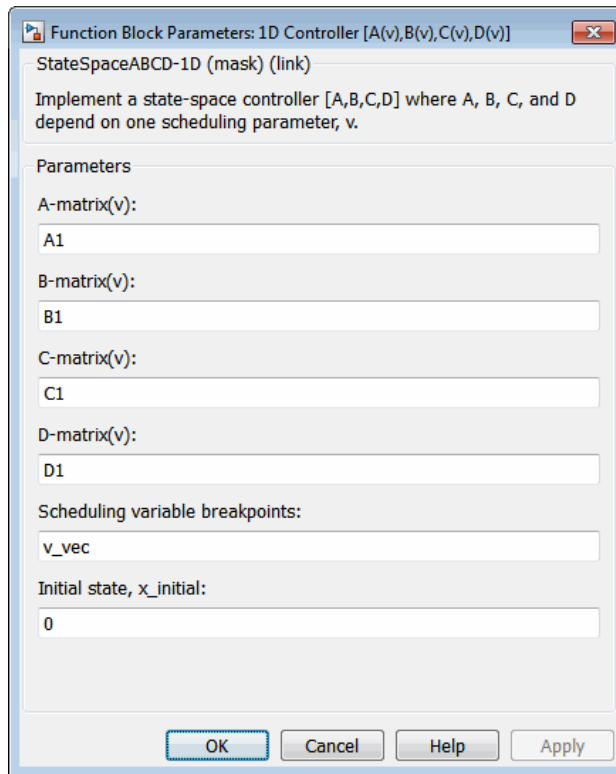 Function Block Parameters: 1D Controller [A(v),B(v),C(v),D(v)]
StateSpaceABCD-1D (mask) (link)
Implement a state-space controller [A,B,C,D] where A, B, C, and D
depend on one scheduling parameter, v.
Parameters
A-matrix(v):
A1
B-matrix(v):
B1
C-matrix(v):
C1
D-matrix(v):
D1
Scheduling variable breakpoints:
v_vec
Initial state, x_initial:
0
OK Cancel Help Apply